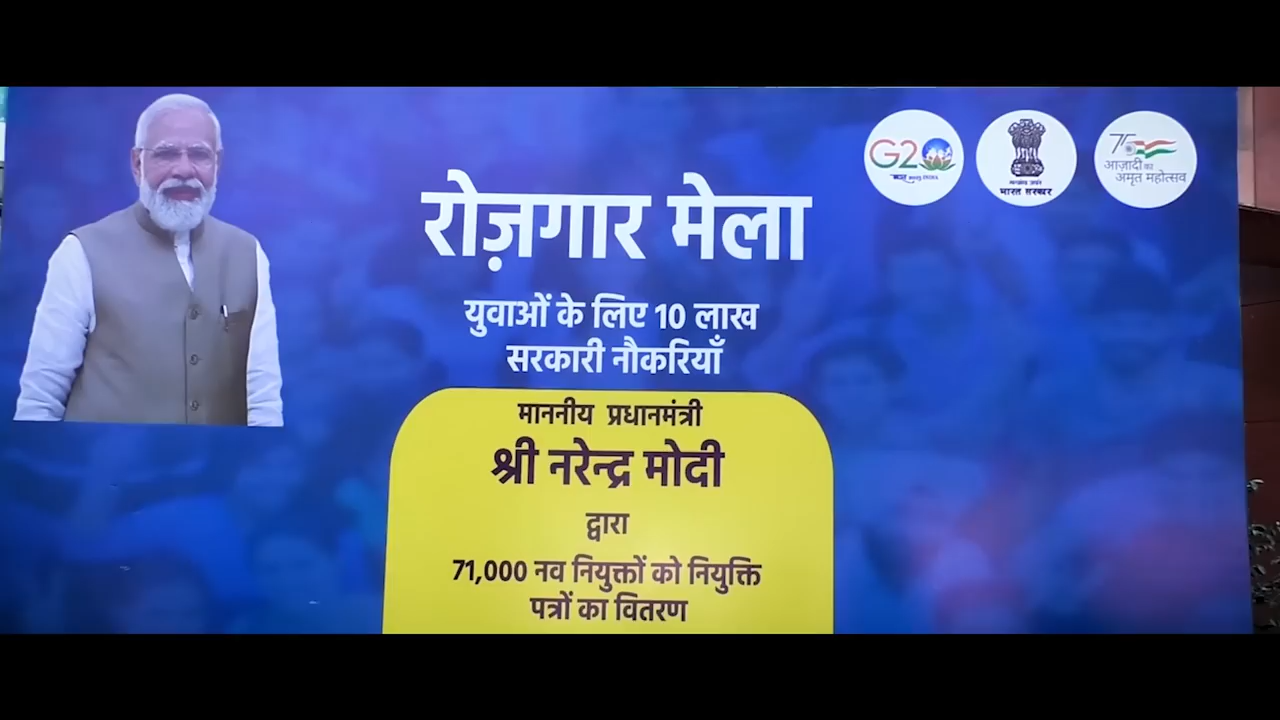 रोज़गार मेला
युवाओं के लिए 10 लाख
सरकारी नौकरियाँ
माननीय प्रधानमंत्री
श्री नरेन्द्र मोदी
द्वारा
71,000 नव नियुक्तों को नियुक्ति
पत्रों का वितरण
G20
भारत सरकार
75
आज़ादी का
अमृत महोत्सव